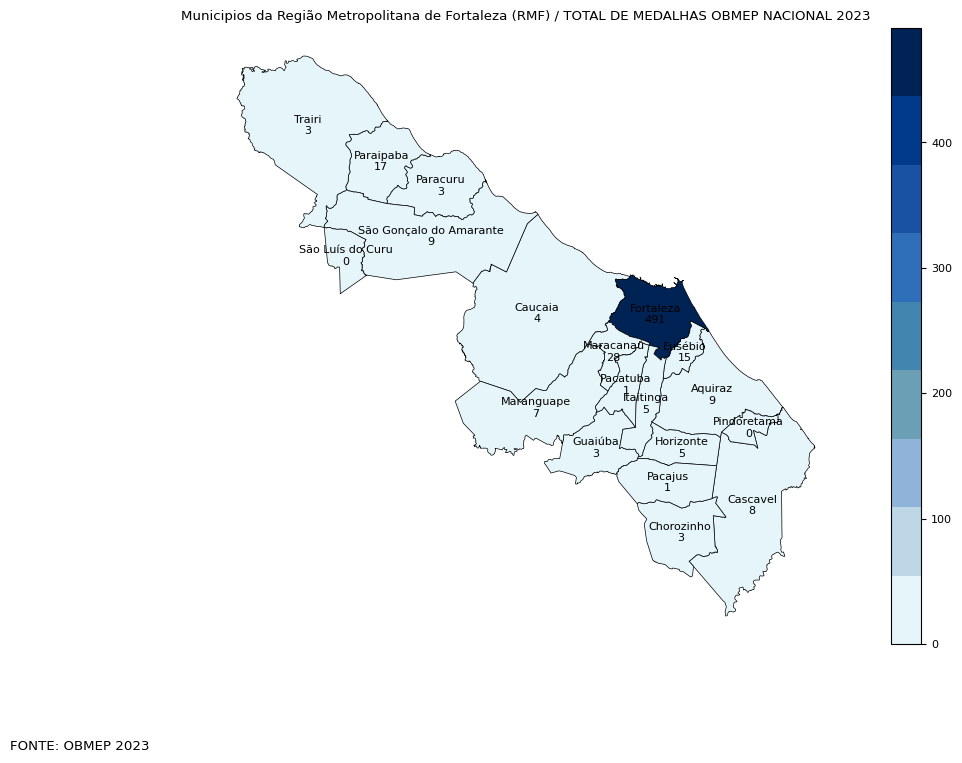 Municipios da Região Metropolitana de Fortaleza (RMF) / TOTAL DE MEDALHAS OBMEP NACIONAL 2023
Trairi
3
Paraipaba
17
Paracuru
3
São Gonçalo do Amarante
9
São Luís do Curu
0
Caucaia
4
Fortaleza
491
Maracanaú
28
Eusébio
15
Pacatuba
1
Itaitinga
5
Aquiraz
9
Maranguape
7
Pindoretama
0
Guaiúba
3
Horizonte
5
Pacajus
1
Cascavel
8
Chorozinho
3
400
300
200
100
0
FONTE: OBMEP 2023